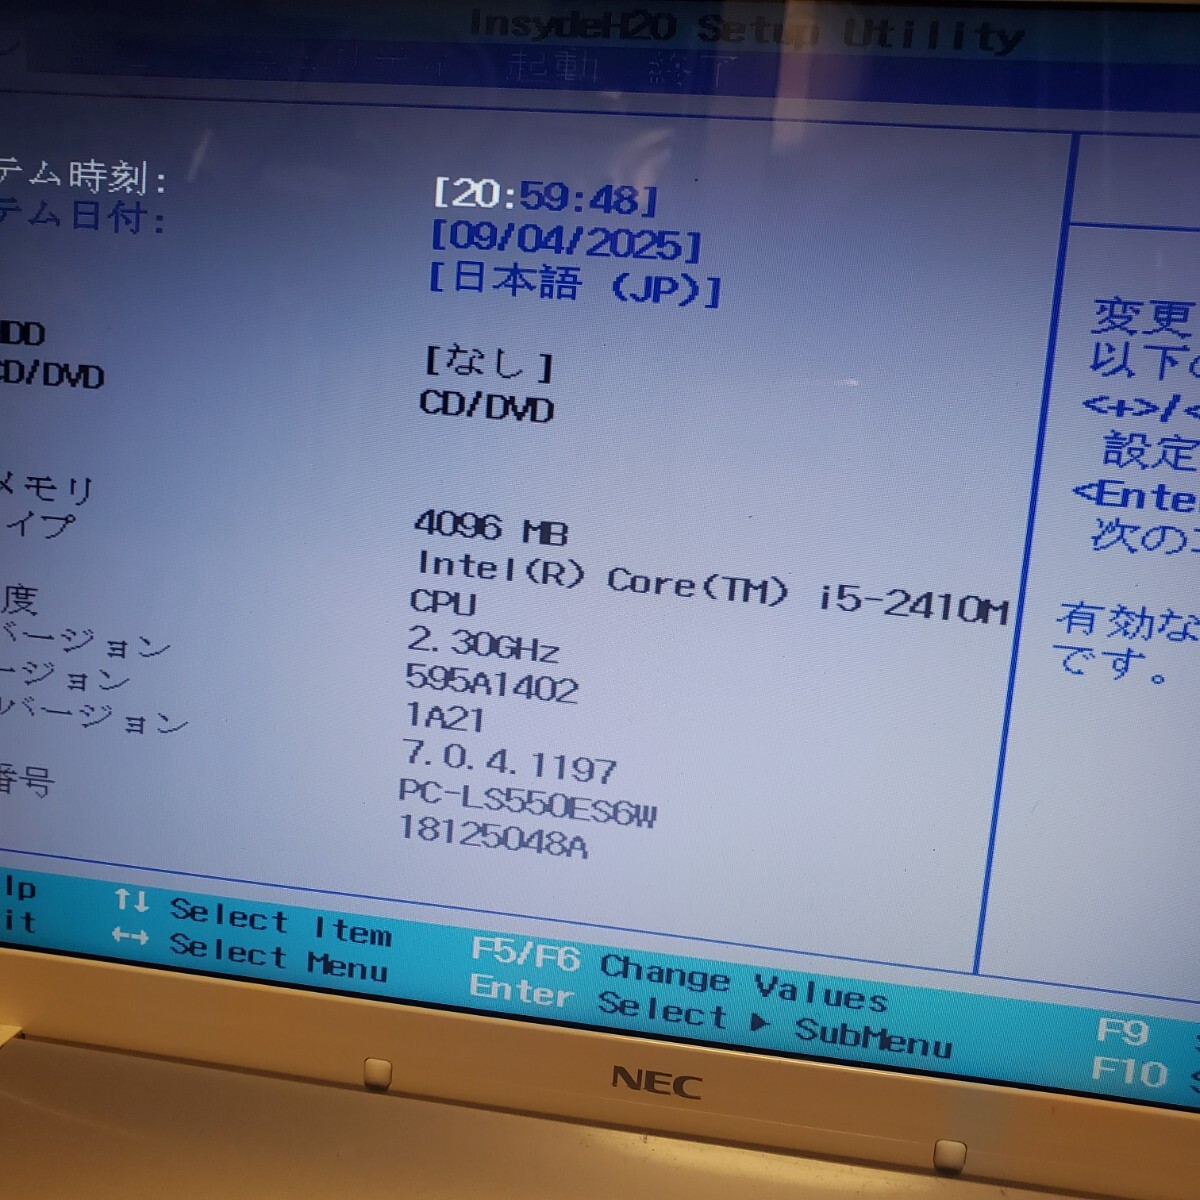 InsydeH20 Setup Utility
起動 終了
テム時刻: [20:59:48]
テム日付: [09/04/2025]
[日本語 (JP)]
DD [なし]
CD/DVD CD/DVD
メモリ 4096 MB
イプ Intel(R) Core(TM) i5-2410M
CPU
度 2.30GHz
バージョン 595A1402
ージョン 1A21
バージョン 7.0.4.1197
PC-LS550ES6W
番号 18125048A
変更
以下の
<+>/<
設定
<Enter
次の
有効な
です。
lp ↑↓ Select Item F5/F6 Change Values F9
it ←→ Select Menu Enter Select ▶ SubMenu F10
NEC